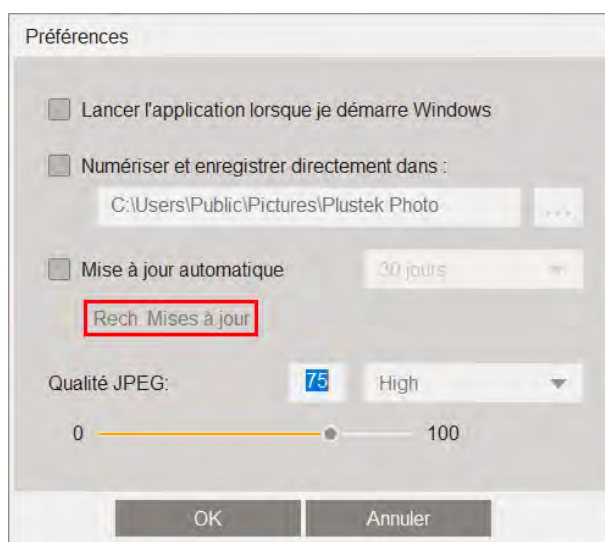 Préférences
Lancer l'application lorsque je démarre Windows
Numériser et enregistrer directement dans :
C:\Users\Public\Pictures\Plustek Photo
...
Mise à jour automatique
30 jours
Rech. Mises à jour
Qualité JPEG:
75
High
0
100
OK
Annuler